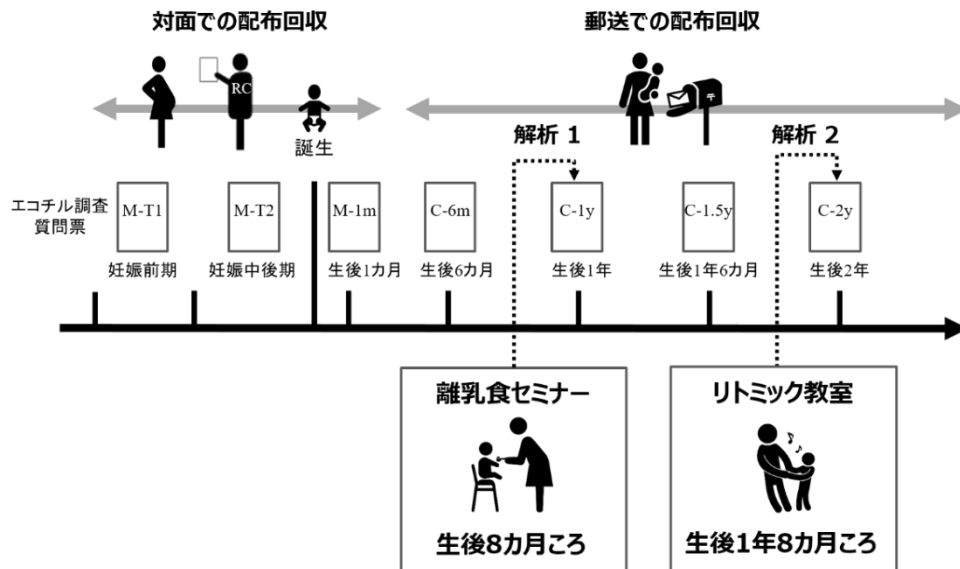 対面での配布回収
郵送での配布回収
RC
〒
誕生
解析 1
解析 2
エコチル調査
質問票
M-T1
M-T2
M-1m
C-6m
C-1y
C-1.5y
C-2y
妊娠前期
妊娠中後期
生後1カ月
生後6カ月
生後1年
生後1年6カ月
生後2年
離乳食セミナー
生後8カ月ころ
リトミック教室
生後1年8カ月ころ